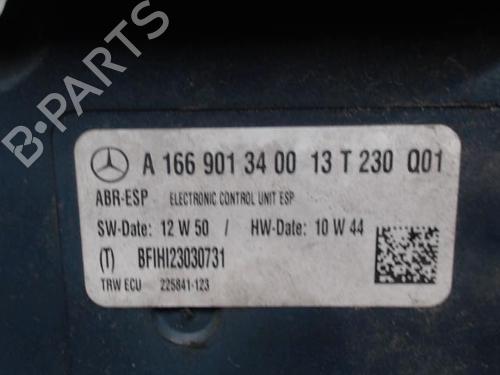 B-PARTS
A 166 901 34 00 13 T 230 Q01
ABR-ESP ELECTRONIC CONTROL UNIT ESP
SW-Date: 12 W 50 / HW-Date: 10 W 44
(T) BFIHI23030731
TRW ECU 225841-123